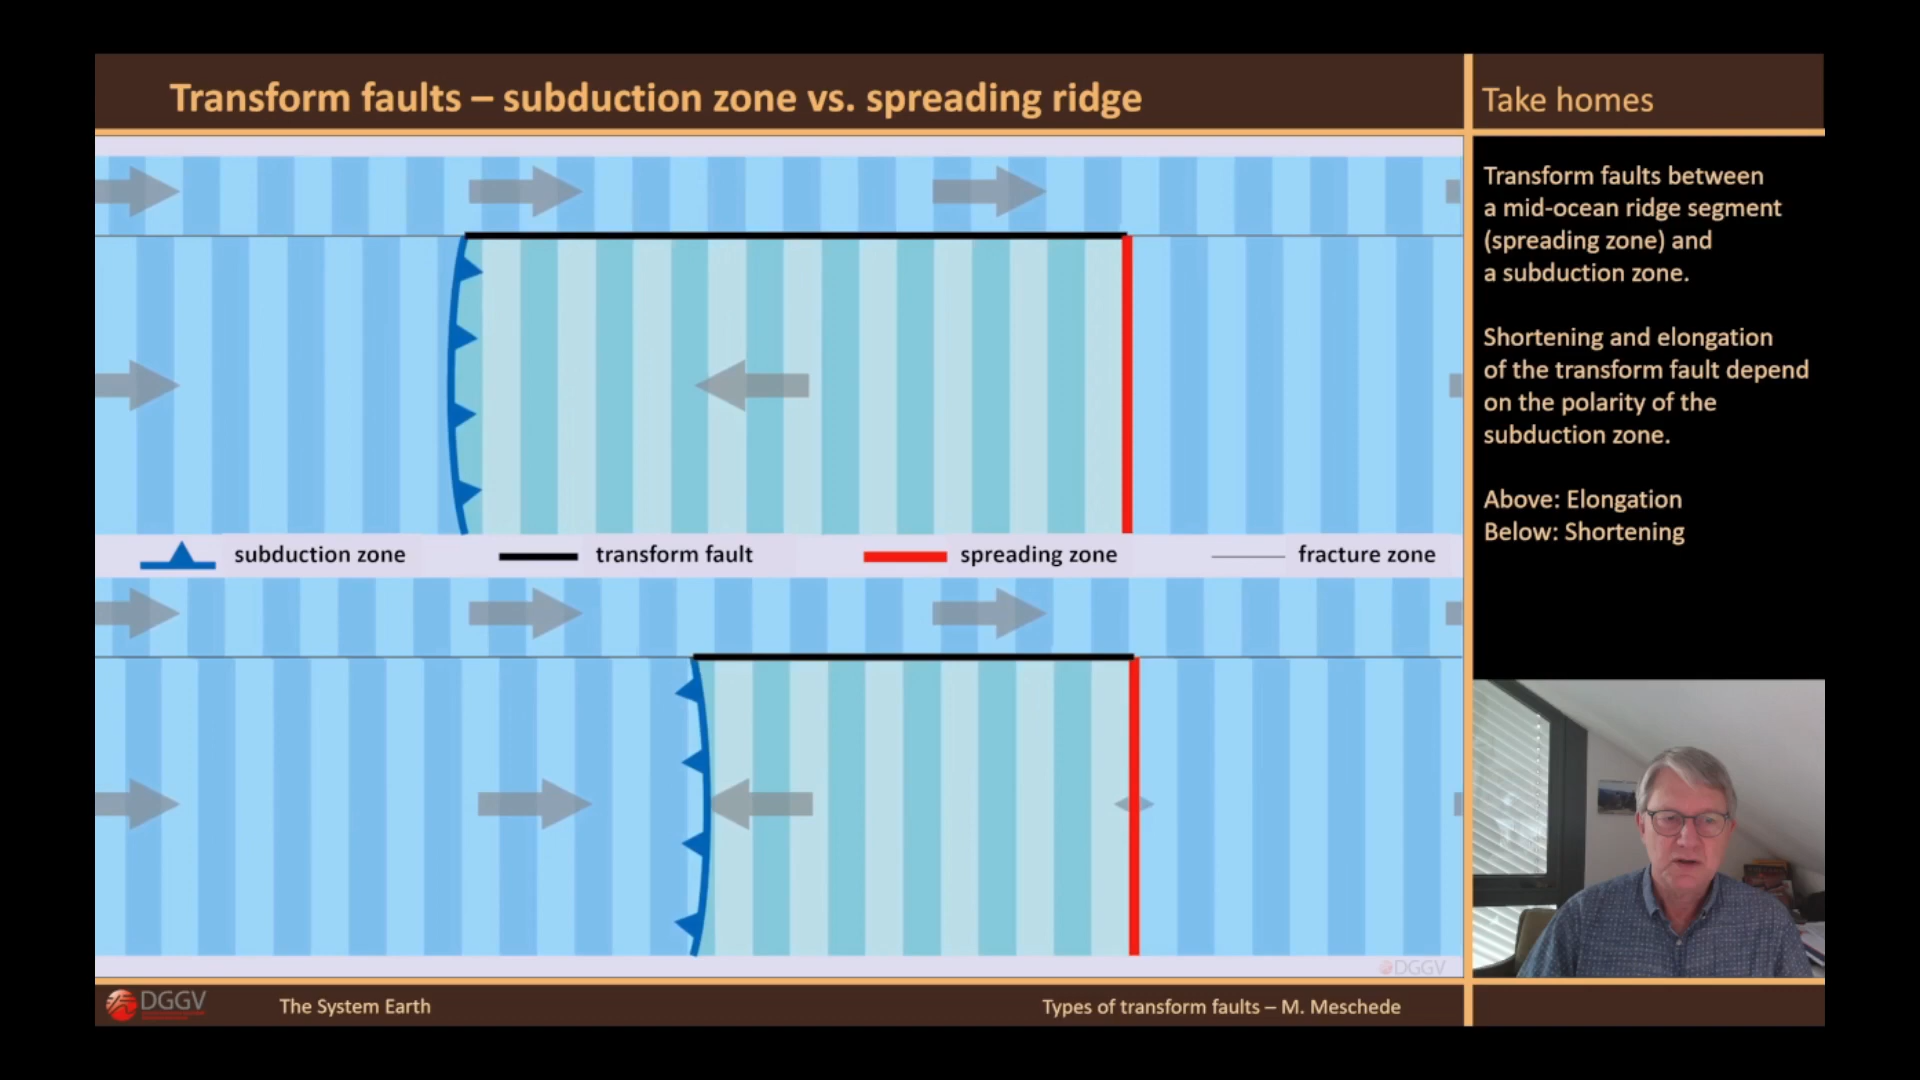 Transform faults – subduction zone vs. spreading ridge
Take homes
Transform faults between
a mid-ocean ridge segment
(spreading zone) and
a subduction zone.
Shortening and elongation
of the transform fault depend
on the polarity of the
subduction zone.
Above: Elongation
Below: Shortening
subduction zone
transform fault
spreading zone
fracture zone
DGGV
DGGV
The System Earth
Types of transform faults – M. Meschede